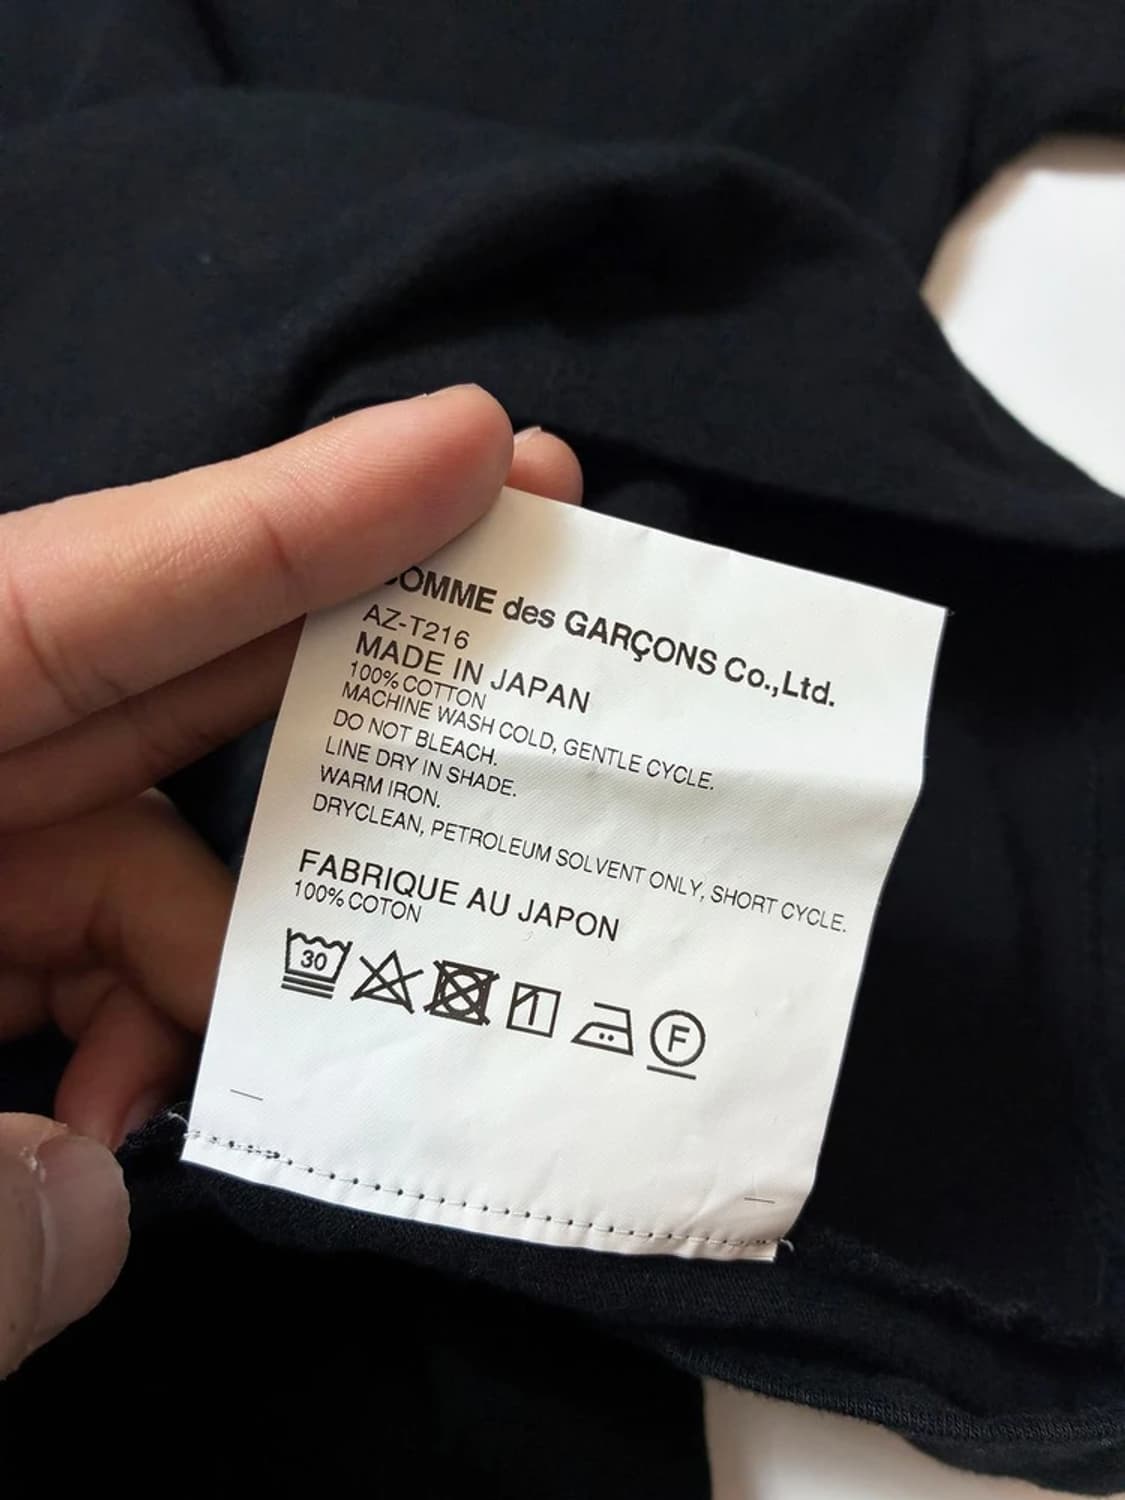 COMME des GARÇONS Co.,Ltd.
AZ-T216
MADE IN JAPAN
100% COTTON
MACHINE WASH COLD, GENTLE CYCLE.
DO NOT BLEACH.
LINE DRY IN SHADE.
WARM IRON.
DRYCLEAN, PETROLEUM SOLVENT ONLY, SHORT CYCLE.
FABRIQUE AU JAPON
100% COTON
30
F